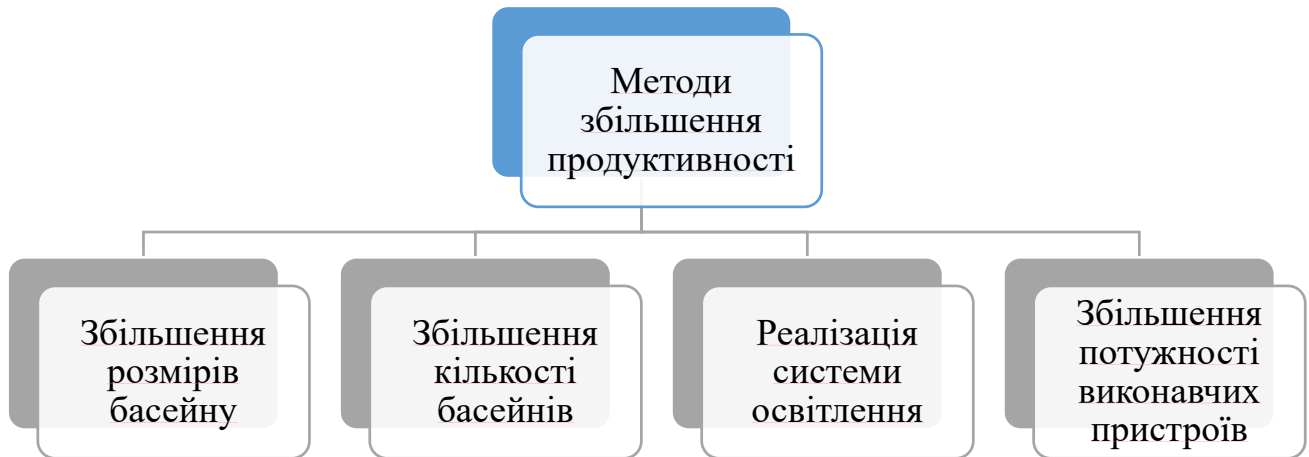 Методи
збільшення
продуктивності
Збільшення
розмірів
басейну
Збільшення
кількості
басейнів
Реалізація
системи
освітлення
Збільшення
потужності
виконавчих
пристроїв